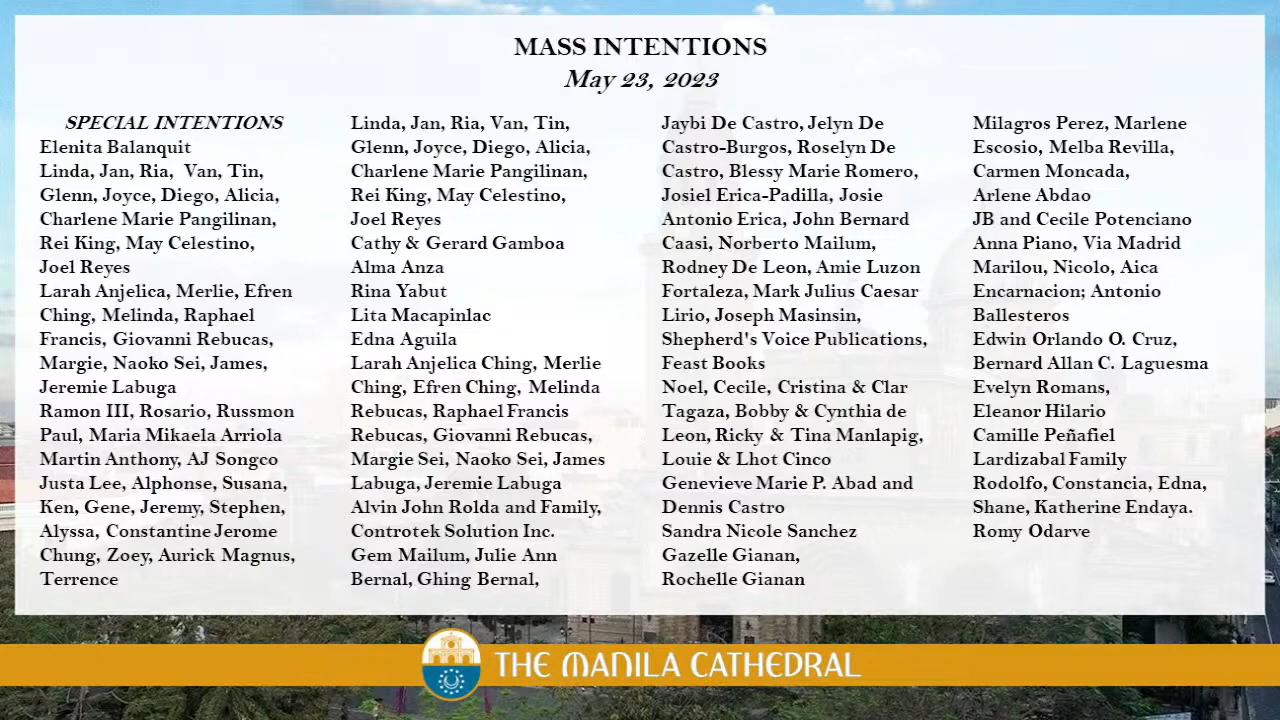 MASS INTENTIONS
May 23, 2023
SPECIAL INTENTIONS
Elenita Balanquit
Linda, Jan, Ria, Van, Tin,
Glenn, Joyce, Diego, Alicia,
Charlene Marie Pangilinan,
Rei King, May Celestino,
Joel Reyes
Larah Anjelica, Merlie, Efren
Ching, Melinda, Raphael
Francis, Giovanni Rebucas,
Margie, Naoko Sei, James,
Jeremie Labuga
Ramon III, Rosario, Russmon
Paul, Maria Mikaela Arriola
Martin Anthony, AJ Songco
Justa Lee, Alphonse, Susana,
Ken, Gene, Jeremy, Stephen,
Alyssa, Constantine Jerome
Chung, Zoey, Aurick Magnus,
Terrence
Linda, Jan, Ria, Van, Tin,
Glenn, Joyce, Diego, Alicia,
Charlene Marie Pangilinan,
Rei King, May Celestino,
Joel Reyes
Cathy & Gerard Gamboa
Alma Anza
Rina Yabut
Lita Macapinlac
Edna Aguila
Larah Anjelica Ching, Merlie
Ching, Efren Ching, Melinda
Rebucas, Raphael Francis
Rebucas, Giovanni Rebucas,
Margie Sei, Naoko Sei, James
Labuga, Jeremie Labuga
Alvin John Rolda and Family,
Controtek Solution Inc.
Gem Mailum, Julie Ann
Bernal, Ghing Bernal,
Jaybi De Castro, Jelyn De
Castro-Burgos, Roselyn De
Castro, Blessy Marie Romero,
Josiel Erica-Padilla, Josie
Antonio Erica, John Bernard
Caasi, Norberto Mailum,
Rodney De Leon, Amie Luzon
Fortaleza, Mark Julius Caesar
Lirio, Joseph Masinsin,
Shepherd's Voice Publications,
Feast Books
Noel, Cecile, Cristina & Clar
Tagaza, Bobby & Cynthia de
Leon, Ricky & Tina Manlapig,
Louie & Lhot Cinco
Genevieve Marie P. Abad and
Dennis Castro
Sandra Nicole Sanchez
Gazelle Gianan,
Rochelle Gianan
Milagros Perez, Marlene
Escosio, Melba Revilla,
Carmen Moncada,
Arlene Abdao
JB and Cecile Potenciano
Anna Piano, Via Madrid
Marilou, Nicolo, Aica
Encarnacion; Antonio
Ballesteros
Edwin Orlando O. Cruz,
Bernard Allan C. Laguesma
Evelyn Romans,
Eleanor Hilario
Camille Peñafiel
Lardizabal Family
Rodolfo, Constancia, Edna,
Shane, Katherine Endaya.
Romy Odarve
THE MANILA CATHEDRAL